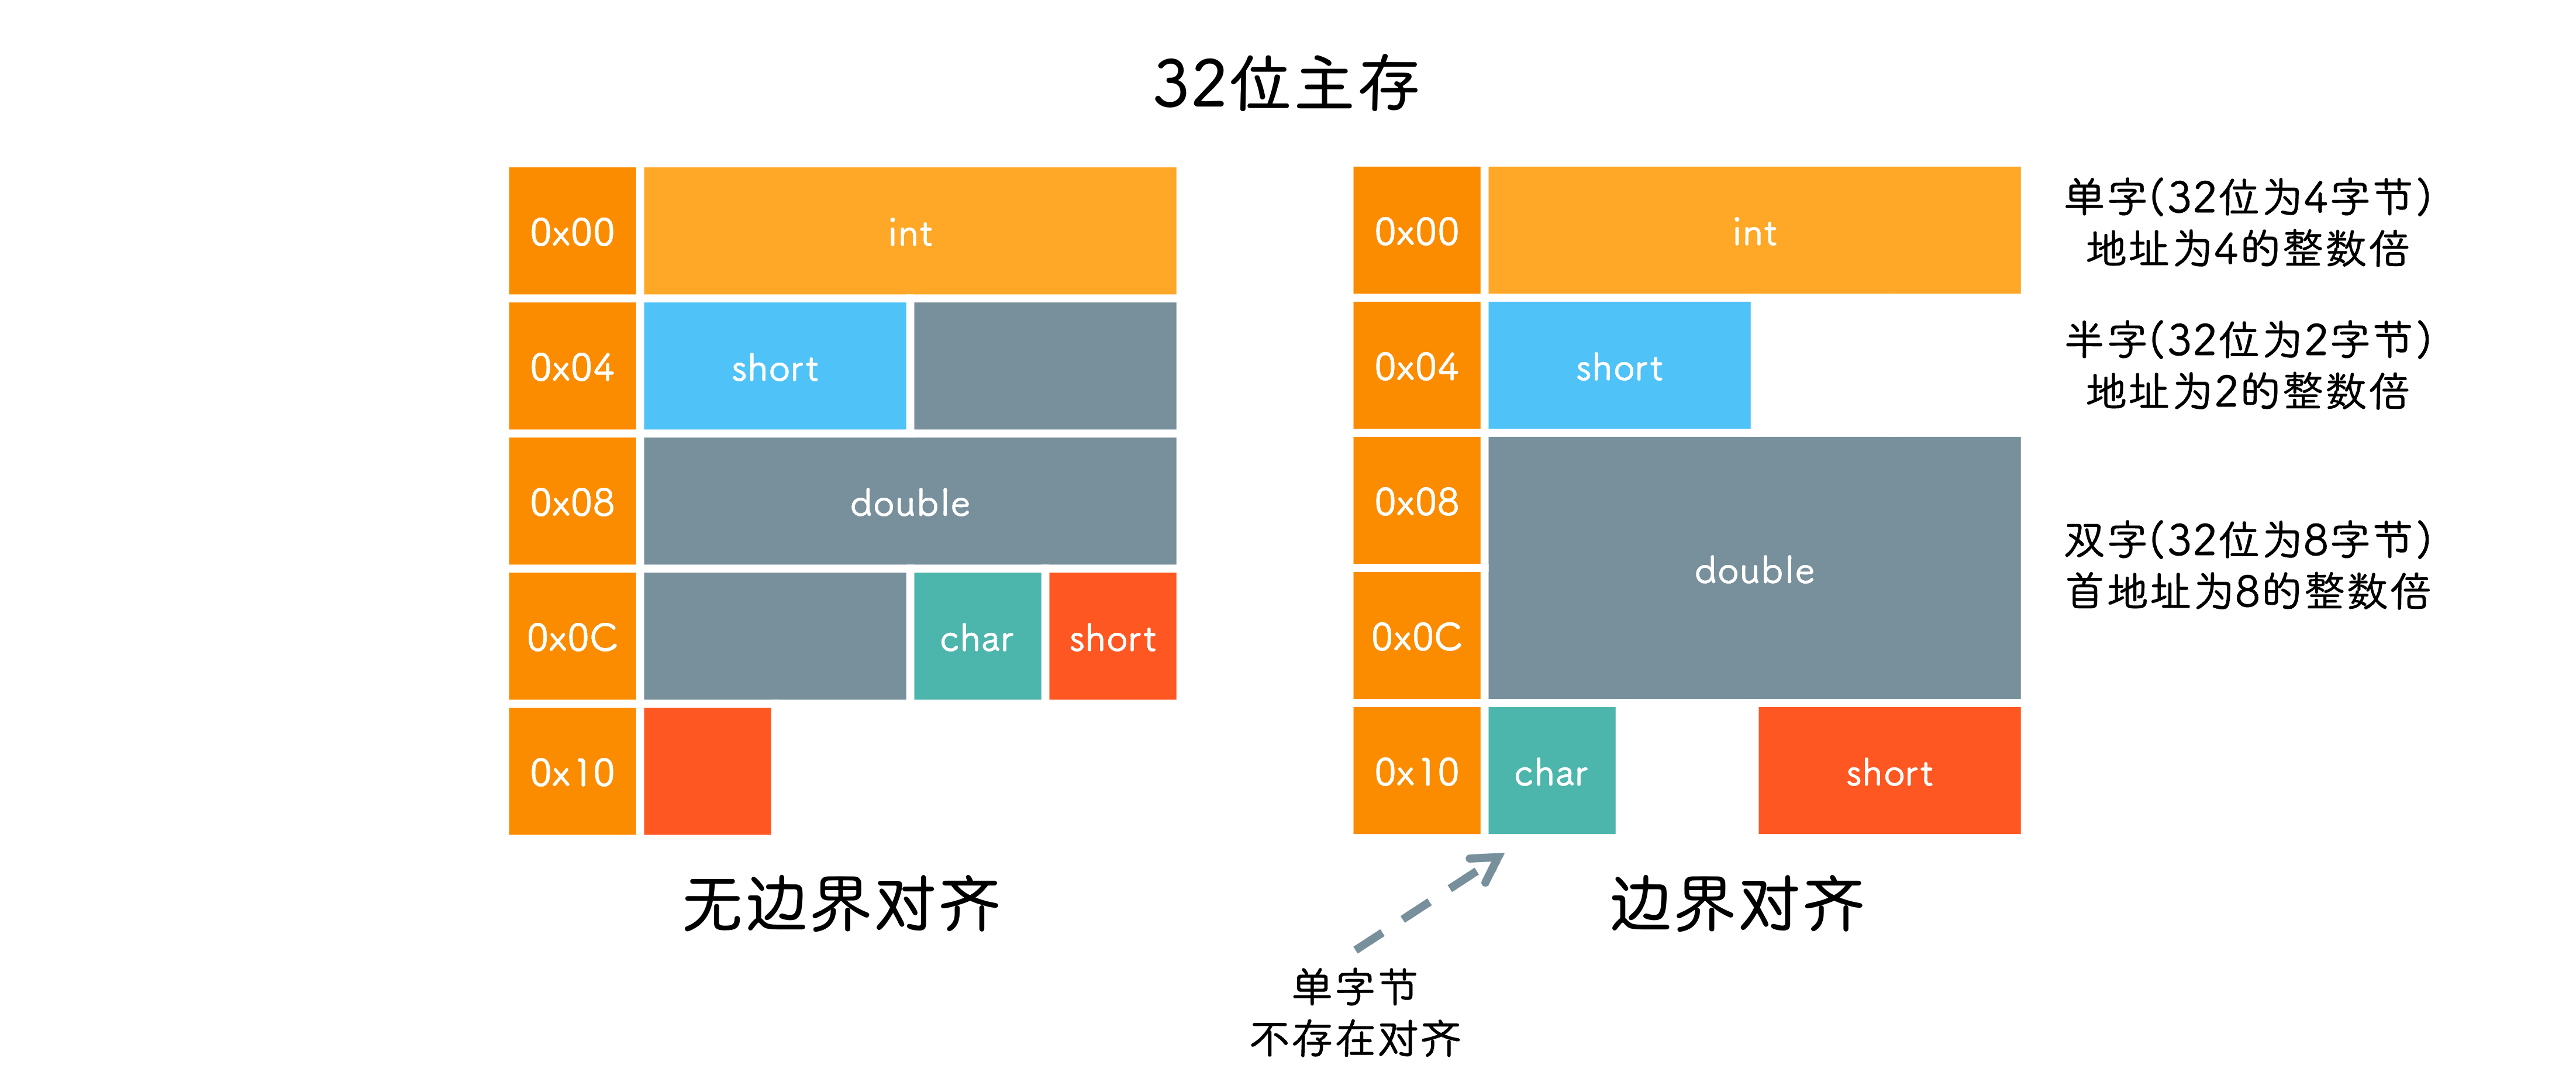 32位主存
0x00
int
0x04
short
0x08
double
0x0C
char
short
0x10
无边界对齐
0x00
int
0x04
short
0x08
double
0x0C
0x10
char
short
边界对齐
单字(32位为4字节)
地址为4的整数倍
半字(32位为2字节)
地址为2的整数倍
双字(32位为8字节)
首地址为8的整数倍
单字节
不存在对齐